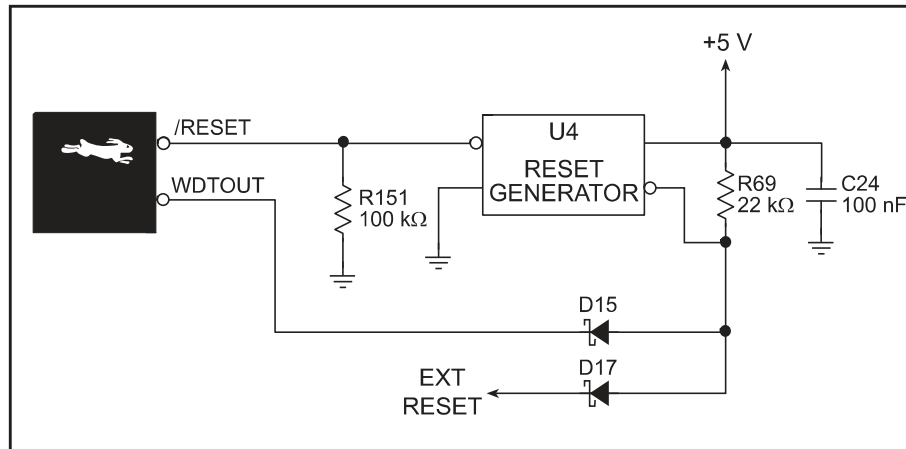 +5 V
/RESET
WDTOUT
R151
100 kΩ
U4
RESET
GENERATOR
R69
22 kΩ
C24
100 nF
D15
D17
EXT
RESET